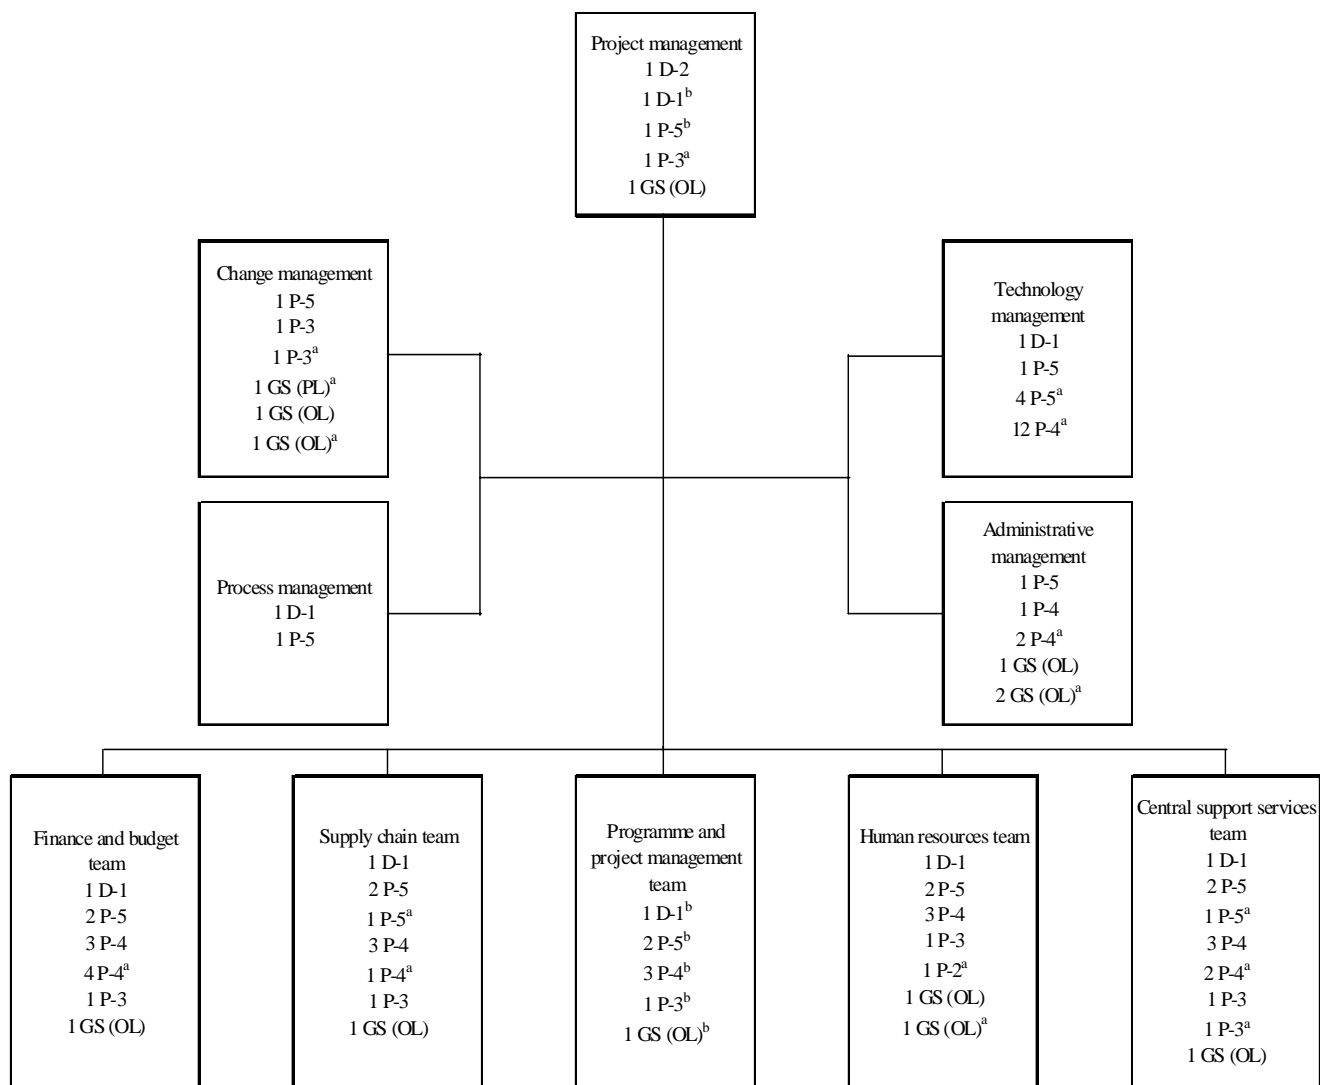 Project management
1 D-2
1 D-1b
1 P-5b
1 P-3a
1 GS (OL)
Change management
1 P-5
1 P-3
1 P-3a
1 GS (PL)a
1 GS (OL)
1 GS (OL)a
Technology
management
1 D-1
1 P-5
4 P-5a
12 P-4a
Process management
1 D-1
1 P-5
Administrative
management
1 P-5
1 P-4
2 P-4a
1 GS (OL)
2 GS (OL)a
Finance and budget
team
1 D-1
2 P-5
3 P-4
4 P-4a
1 P-3
1 GS (OL)
Supply chain team
1 D-1
2 P-5
1 P-5a
3 P-4
1 P-4a
1 P-3
1 GS (OL)
Programme and
project management
team
1 D-1b
2 P-5b
3 P-4b
1 P-3b
1 GS (OL)b
Human resources team
1 D-1
2 P-5
3 P-4
1 P-3
1 P-2a
1 GS (OL)
1 GS (OL)a
Central support services
team
1 D-1
2 P-5
1 P-5a
3 P-4
2 P-4a
1 P-3
1 P-3a
1 GS (OL)